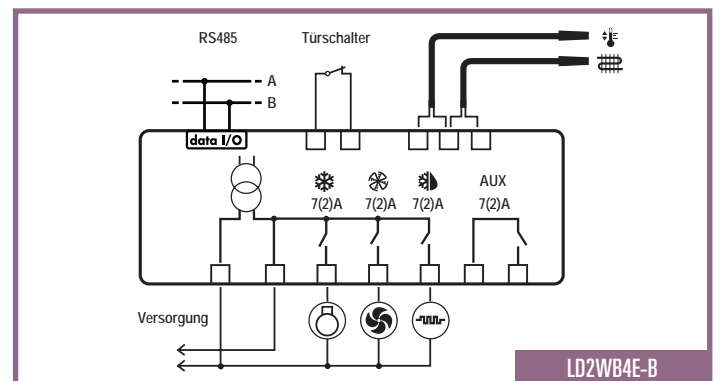 RS485 Türschalter
A
B
data I/O
AUX
7(2)A 7(2)A 7(2)A 7(2)A
Versorgung
LD2WB4E-B